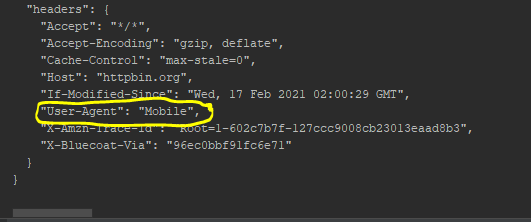 "headers": {
"Accept": "*/*",
"Accept-Encoding": "gzip, deflate",
"Cache-Control": "max-stale=0",
"Host": "httpbin.org",
"If-Modified-Since": "Wed, 17 Feb 2021 02:00:29 GMT",
"User-Agent": "Mobile",
"X-Amzn-Trace-Id": "Root=1-602c7b7f-127ccc9008cb23013eaad8b3",
"X-Bluecoat-Via": "96ec0bbf91fc6e71"
}
}